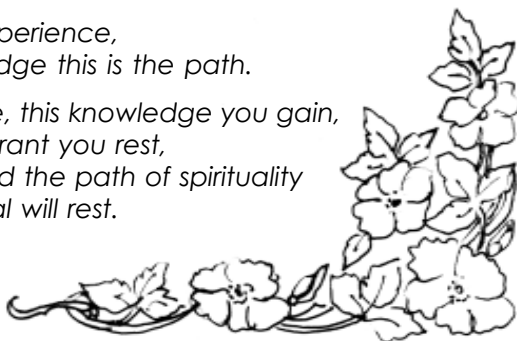 perience,
dge this is the path.
e, this knowledge you gain,
rant you rest,
d the path of spirituality
al will rest.